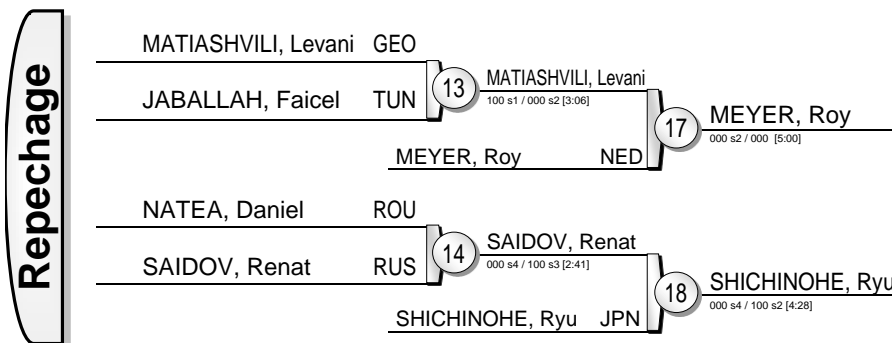 Repechage
MATIASHVILI, Levani GEO
JABALLAH, Faicel TUN
13
MATIASHVILI, Levani
100 s1 / 000 s2 [3:06]
MEYER, Roy NED
17
MEYER, Roy
000 s2 / 000 [5:00]
NATEA, Daniel ROU
SAIDOV, Renat RUS
14
SAIDOV, Renat
000 s4 / 100 s3 [2:41]
SHICHINOHE, Ryu JPN
18
SHICHINOHE, Ryu
000 s4 / 100 s2 [4:28]